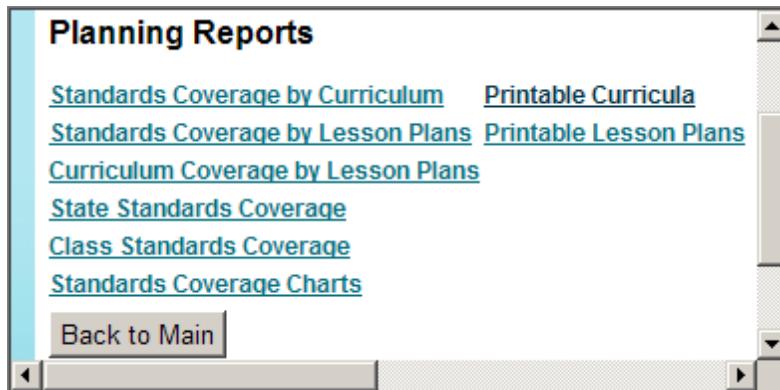 Planning Reports
Standards Coverage by Curriculum Printable Curricula
Standards Coverage by Lesson Plans Printable Lesson Plans
Curriculum Coverage by Lesson Plans
State Standards Coverage
Class Standards Coverage
Standards Coverage Charts
Back to Main